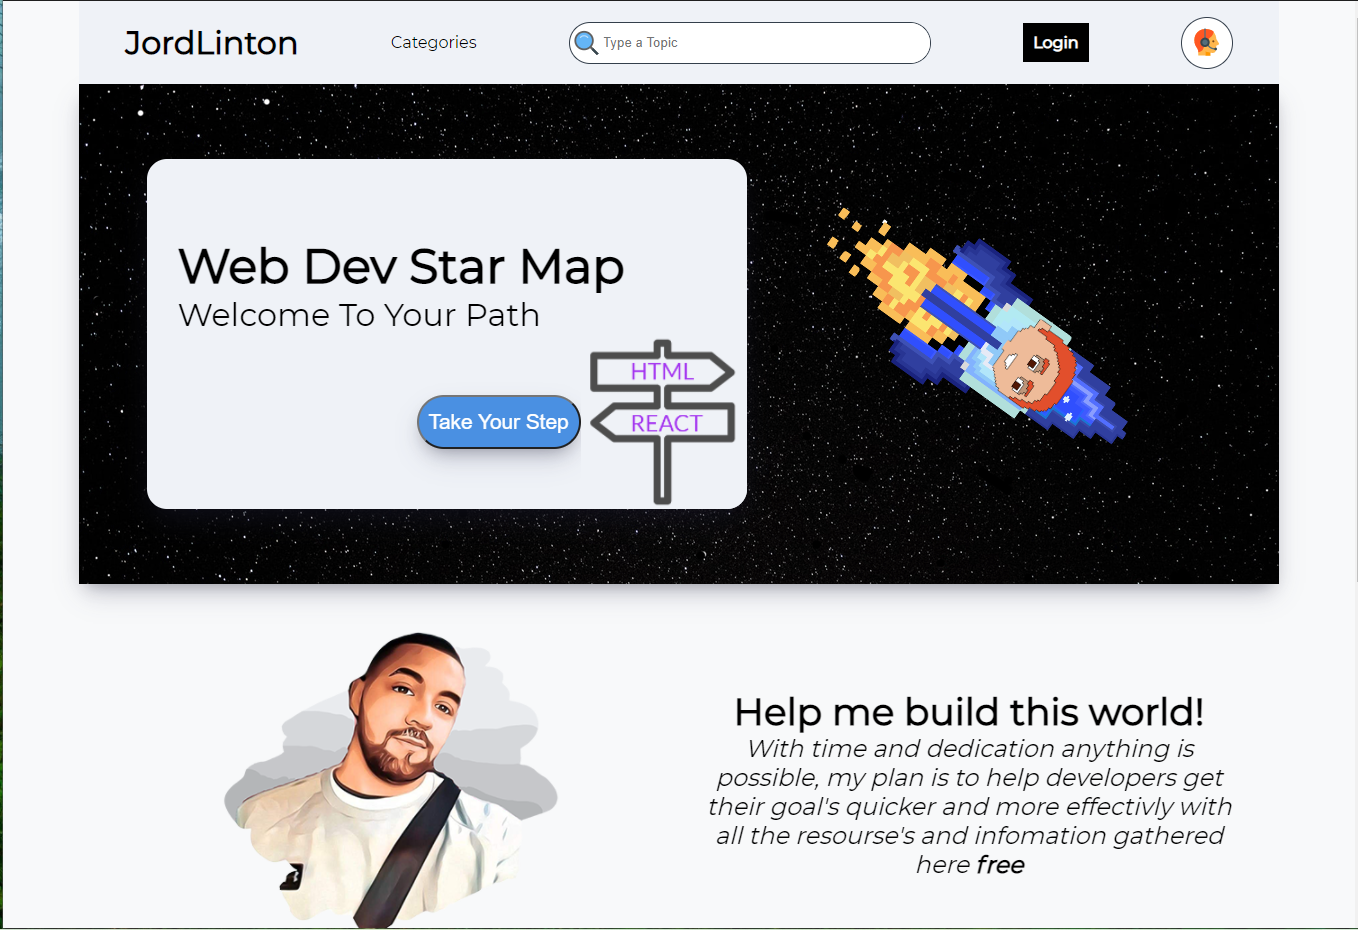 JordLinton
Categories
Type a Topic
Login
Web Dev Star Map
Welcome To Your Path
HTML
Take Your Step
REACT
Help me build this world!
With time and dedication anything is
possible, my plan is to help developers get
their goal's quicker and more effectivly with
all the resourse's and infomation gathered
here free